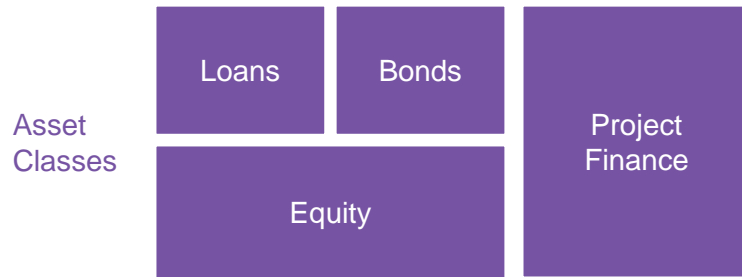 Asset
Classes
Loans
Bonds
Equity
Project
Finance